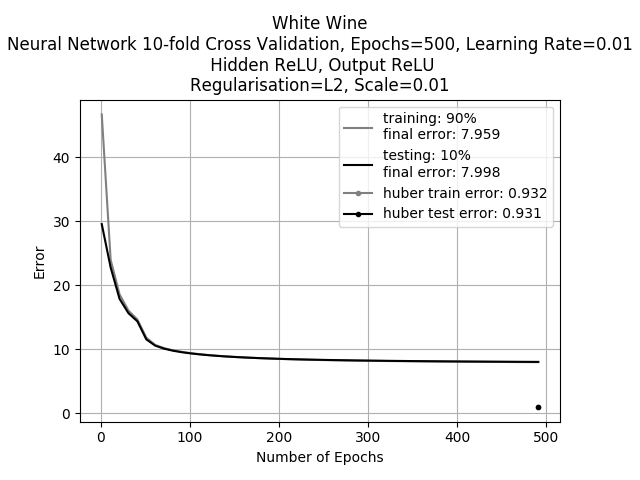 White Wine
Neural Network 10-fold Cross Validation, Epochs=500, Learning Rate=0.01
Hidden ReLU, Output ReLU
Regularisation=L2, Scale=0.01
training: 90%
final error: 7.959
testing: 10%
final error: 7.998
huber train error: 0.932
huber test error: 0.931
Error
40
30
20
10
0
0 100 200 300 400 500
Number of Epochs